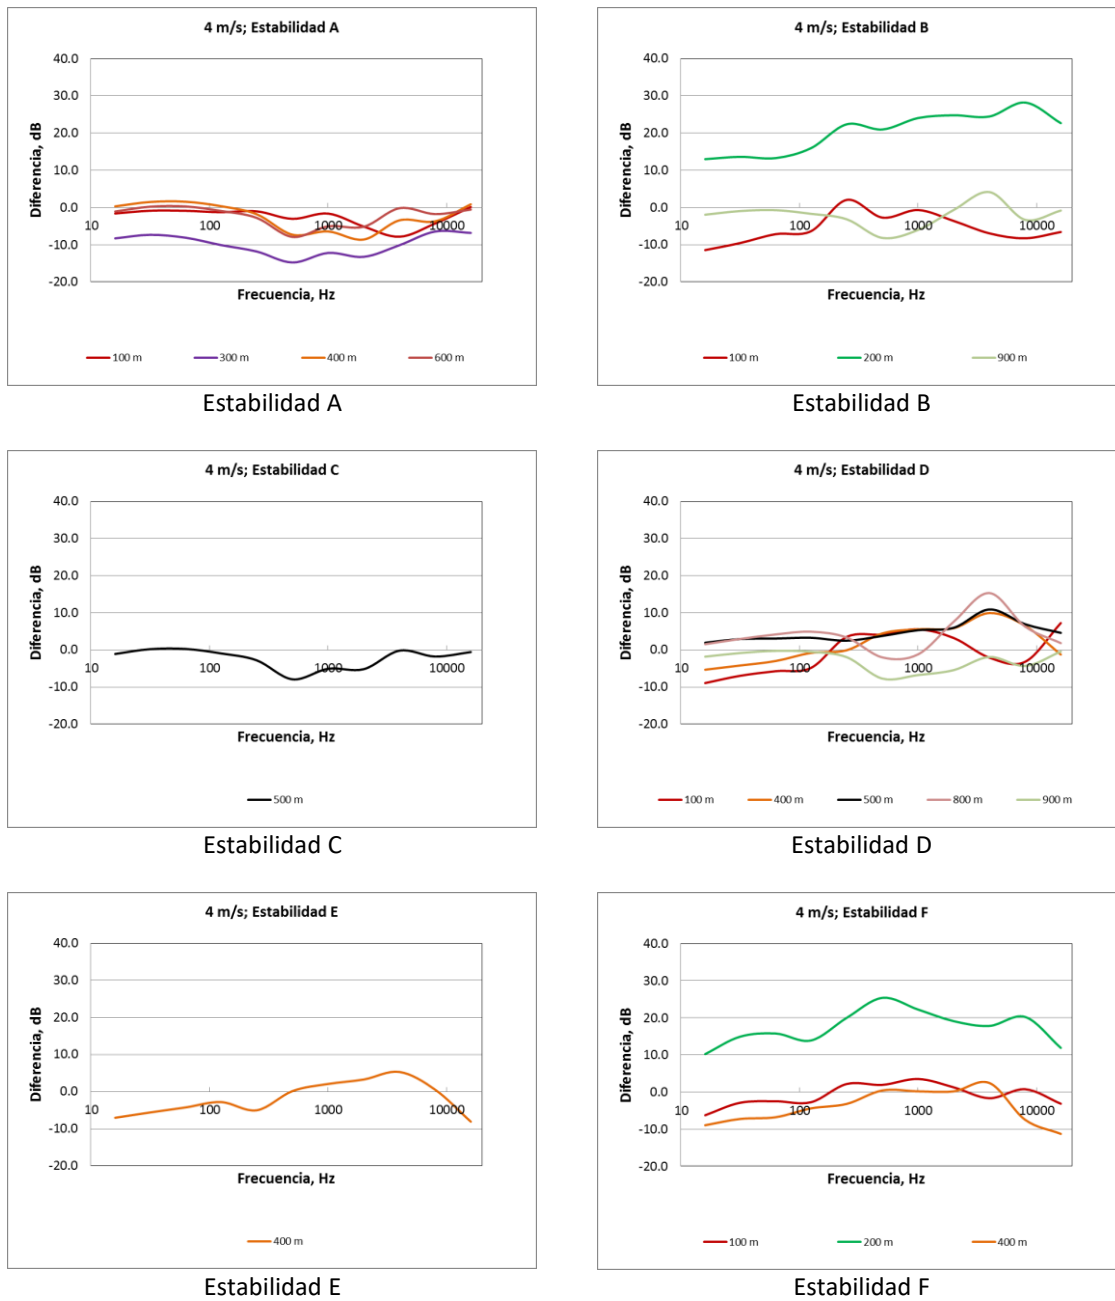 4 m/s; Estabilidad A
40.0
30.0
20.0
10.0
0.0
-10.0
-20.0
10 100 1000 10000
Diferencia, dB
Frecuencia, Hz
100 m 300 m 400 m 600 m
Estabilidad A
4 m/s; Estabilidad B
40.0
30.0
20.0
10.0
0.0
-10.0
-20.0
10 100 1000 10000
Diferencia, dB
Frecuencia, Hz
100 m 200 m 900 m
Estabilidad B
4 m/s; Estabilidad C
40.0
30.0
20.0
10.0
0.0
-10.0
-20.0
10 100 1000 10000
Diferencia, dB
Frecuencia, Hz
500 m
Estabilidad C
4 m/s; Estabilidad D
40.0
30.0
20.0
10.0
0.0
-10.0
-20.0
10 100 1000 10000
Diferencia, dB
Frecuencia, Hz
100 m 400 m 500 m 800 m 900 m
Estabilidad D
4 m/s; Estabilidad E
40.0
30.0
20.0
10.0
0.0
-10.0
-20.0
10 100 1000 10000
Diferencia, dB
Frecuencia, Hz
400 m
Estabilidad E
4 m/s; Estabilidad F
40.0
30.0
20.0
10.0
0.0
-10.0
-20.0
10 100 1000 10000
Diferencia, dB
Frecuencia, Hz
100 m 200 m 400 m
Estabilidad F